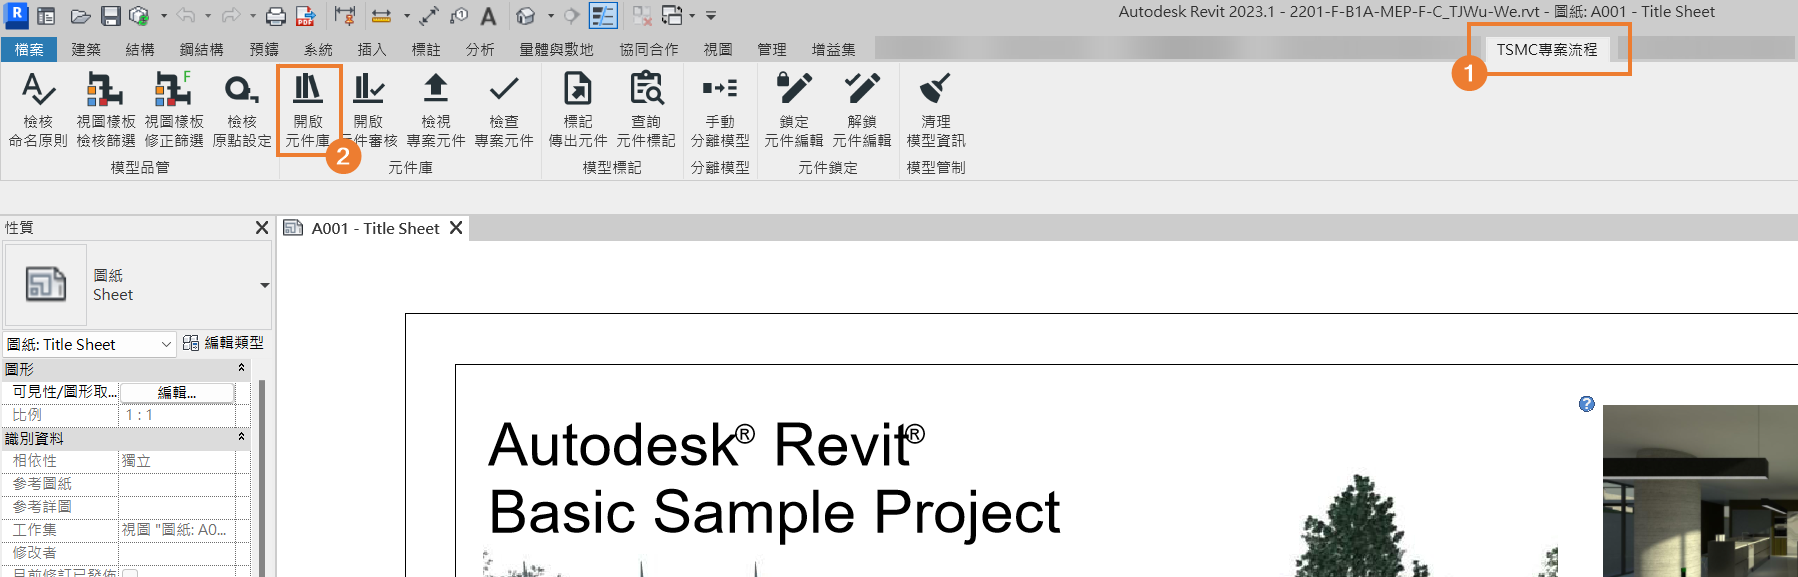 Autodesk Revit 2023.1 - 2201-F-B1A-MEP-F-C_TJWu-We.rvt - 圖紙: A001 - Title Sheet
檔案 建築 結構 鋼結構 預鑄 系統 插入 標註 分析 量體與敷地 協同合作 視圖 管理 增益集 TSMC專案流程
1
檢核 視圖樣板 視圖樣板 檢核 開啟 開啟 檢視 檢查 標記 查詢 手動 鎖定 解鎖 清理
命名原則 檢核篩選 修正篩選 原點設定 元件庫 元件審核 專案元件 專案元件 傳出元件 元件標記 分離模型 元件編輯 元件編輯 模型資訊
2
模型品管 元件庫 模型標記 分離模型 元件鎖定 模型管制
性質
A001 - Title Sheet
圖紙
Sheet
圖紙: Title Sheet 編輯類型
圖形
可見性/圖形取... 編輯...
比例 1 : 1
識別資料
相依性 獨立
參考圖紙
參考詳圖
工作集 視圖 "圖紙: A0...
修改者
目前修訂已發佈
Autodesk® Revit®
Basic Sample Project